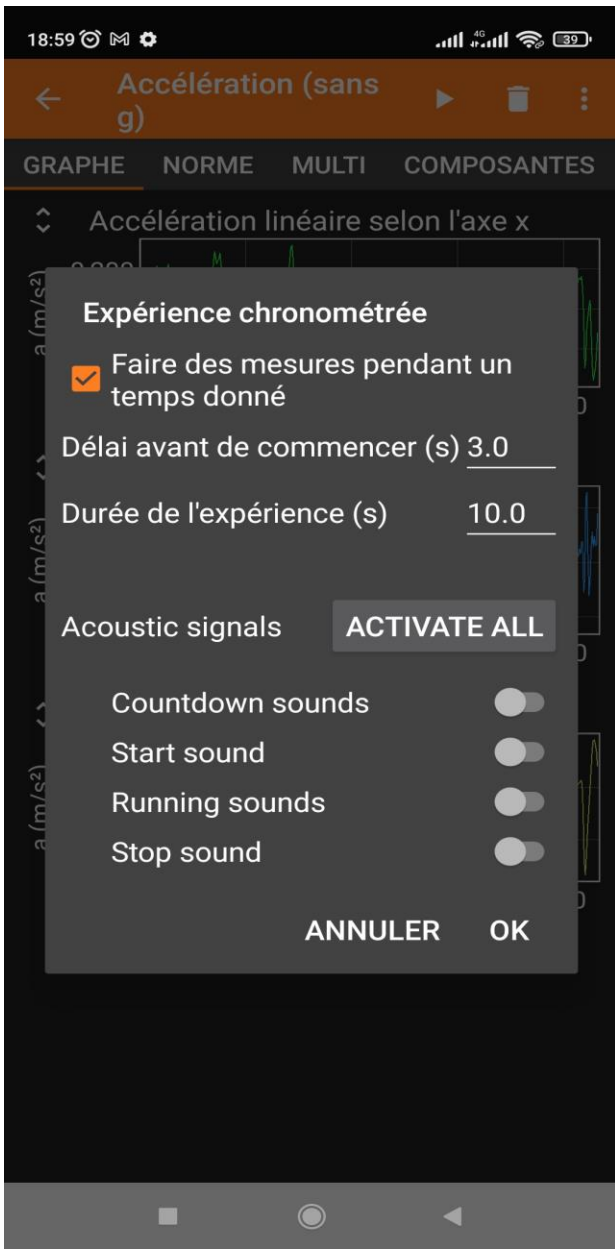 18:59
4G
39
Accélération (sans
g)
GRAPHE NORME MULTI COMPOSANTES
Accélération linéaire selon l'axe x
a (m/s²)
Expérience chronométrée
Faire des mesures pendant un
temps donné
Délai avant de commencer (s) 3.0
a (m/s²)
Durée de l'expérience (s) 10.0
Acoustic signals ACTIVATE ALL
Countdown sounds
Start sound
a (m/s²)
Running sounds
Stop sound
ANNULER OK